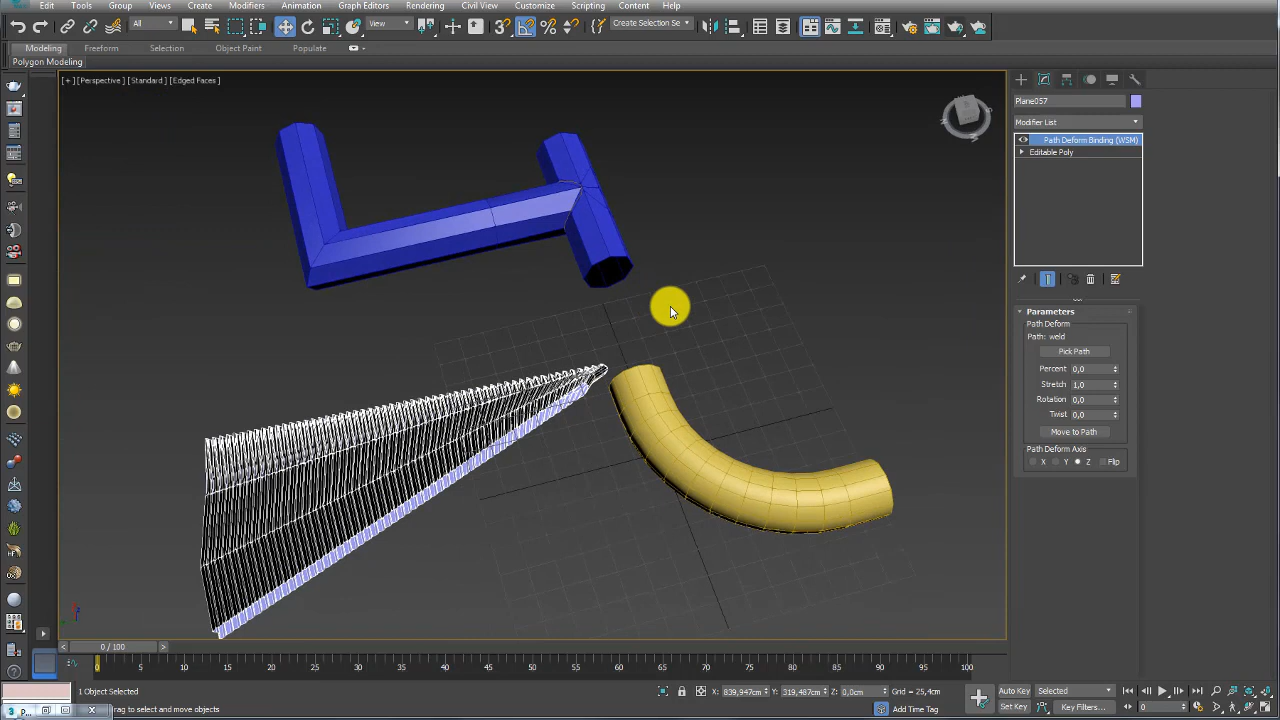 Edit Tools Group Views Create Modifiers Animation Graph Editors Rendering Civil View Customize Scripting Content Help
All View Create Selection Se
Modeling Freeform Selection Object Paint Populate
Polygon Modeling
[+] [Perspective] [Standard] [Edged Faces]
Plane057
Modifier List
Path Deform Binding (WSM)
Editable Poly
Parameters
Path Deform
Path: weld
Pick Path
Percent 0,0
Stretch 1,0
Rotation 0,0
Twist 0,0
Move to Path
Path Deform Axis
X Y Z Flip
< 0 / 100 >
0 5 10 15 20 25 30 35 40 45 50 55 60 65 70 75 80 85 90 95 100
1 Object Selected X: 839,947cm Y: 319,487cm Z: 0,0cm Grid = 25,4cm Auto Key Selected
drag to select and move objects Add Time Tag Set Key Key Filters... 0
3 p...